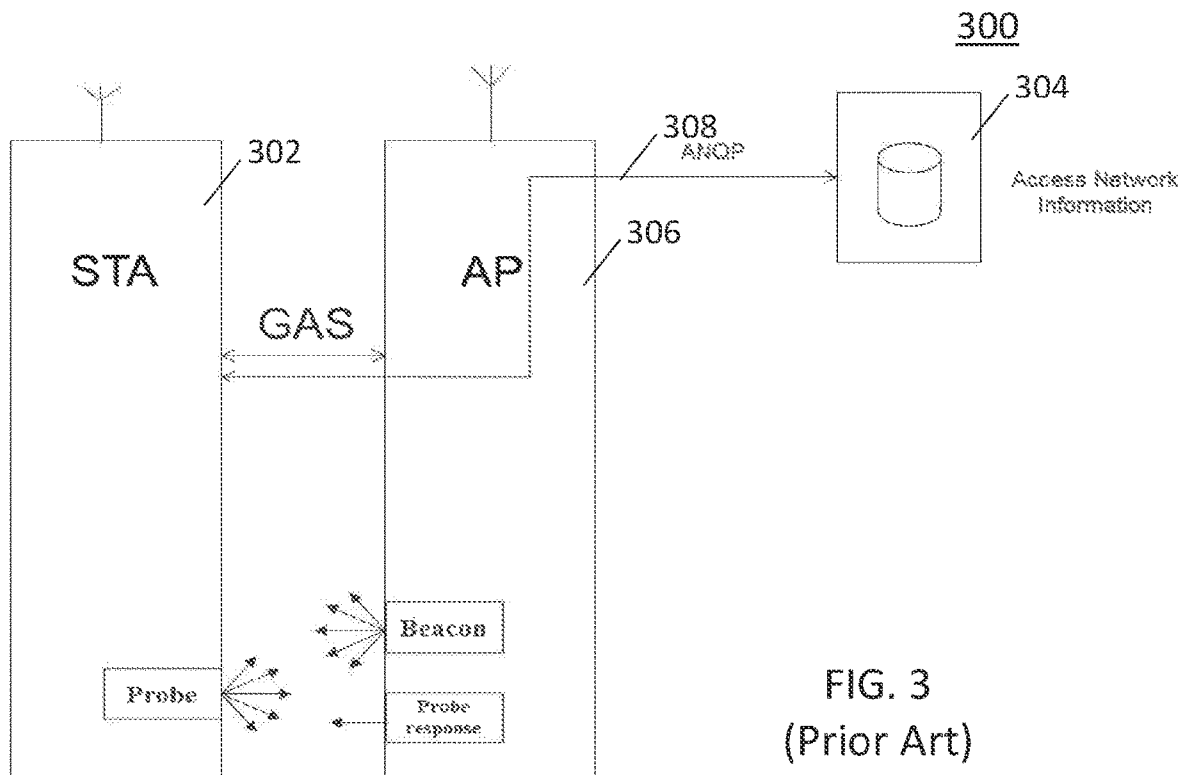 300
304
308
ANQP
302
Access Network
Information
306
STA
AP
GAS
Beacon
Probe
Probe
response
FIG. 3
(Prior Art)